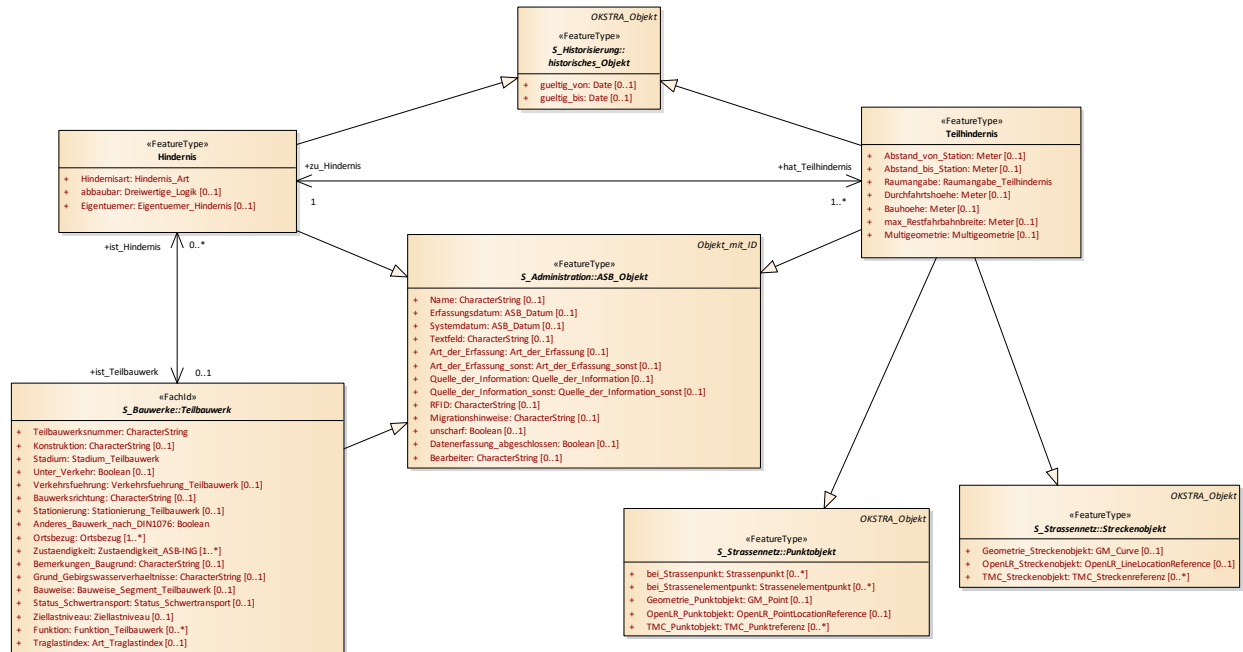 OKSTRA_Objekt
«FeatureType»
S_Historisierung::
historisches_Objekt
+ gueltig_von: Date [0..1]
+ gueltig_bis: Date [0..1]
«FeatureType»
Hindernis
+ Hindernisart: Hindernis_Art
+ abbaubar: Dreiwertige_Logik [0..1]
+ Eigentuemer: Eigentuemer_Hindernis [0..1]
+zu_Hindernis
1
+hat_Teilhindernis
1..*
«FeatureType»
Teilhindernis
+ Abstand_von_Station: Meter [0..1]
+ Abstand_bis_Station: Meter [0..1]
+ Raumangabe: Raumangabe_Teilhindernis
+ Durchfahrtshoehe: Meter [0..1]
+ Bauhoehe: Meter [0..1]
+ max_Restfahrbahnbreite: Meter [0..1]
+ Multigeometrie: Multigeometrie [0..1]
+ist_Hindernis
0..*
+ist_Teilbauwerk
0..1
Objekt_mit_ID
«FeatureType»
S_Administration::ASB_Objekt
+ Name: CharacterString [0..1]
+ Erfassungsdatum: ASB_Datum [0..1]
+ Systemdatum: ASB_Datum [0..1]
+ Textfeld: CharacterString [0..1]
+ Art_der_Erfassung: Art_der_Erfassung [0..1]
+ Art_der_Erfassung_sonst: Art_der_Erfassung_sonst [0..1]
+ Quelle_der_Information: Quelle_der_Information [0..1]
+ Quelle_der_Information_sonst: Quelle_der_Information_sonst [0..1]
+ RFID: CharacterString [0..1]
+ Migrationshinweise: CharacterString [0..1]
+ unscharf: Boolean [0..1]
+ Datenerfassung_abgeschlossen: Boolean [0..1]
+ Bearbeiter: CharacterString [0..1]
«FachId»
S_Bauwerke::Teilbauwerk
+ Teilbauwerksnummer: CharacterString
+ Konstruktion: CharacterString [0..1]
+ Stadium: Stadium_Teilbauwerk
+ Unter_Verkehr: Boolean [0..1]
+ Verkehrsfuehrung: Verkehrsfuehrung_Teilbauwerk [0..1]
+ Bauwerksrichtung: CharacterString [0..1]
+ Stationierung: Stationierung_Teilbauwerk [0..1]
+ Anderes_Bauwerk_nach_DIN1076: Boolean
+ Ortsbezug: Ortsbezug [1..*]
+ Zustaendigkeit: Zustaendigkeit_ASB-ING [1..*]
+ Bemerkungen_Baugrund: CharacterString [0..1]
+ Grund_Gebirgswasserverhaeltnisse: CharacterString [0..1]
+ Bauweise: Bauweise_Segment_Teilbauwerk [0..1]
+ Status_Schwertransport: Status_Schwertransport [0..1]
+ Ziellastniveau: Ziellastniveau [0..1]
+ Funktion: Funktion_Teilbauwerk [0..*]
+ Traglastindex: Art_Traglastindex [0..1]
OKSTRA_Objekt
«FeatureType»
S_Strassennetz::Punktobjekt
+ bei_Strassenpunkt: Strassenpunkt [0..*]
+ bei_Strassenelementpunkt: Strassenelementpunkt [0..*]
+ Geometrie_Punktobjekt: GM_Point [0..1]
+ OpenLR_Punktobjekt: OpenLR_PointLocationReference [0..1]
+ TMC_Punktobjekt: TMC_Punktreferenz [0..*]
OKSTRA_Objekt
«FeatureType»
S_Strassennetz::Streckenobjekt
+ Geometrie_Streckenobjekt: GM_Curve [0..1]
+ OpenLR_Streckenobjekt: OpenLR_LineLocationReference [0..1]
+ TMC_Streckenobjekt: TMC_Streckenreferenz [0..*]